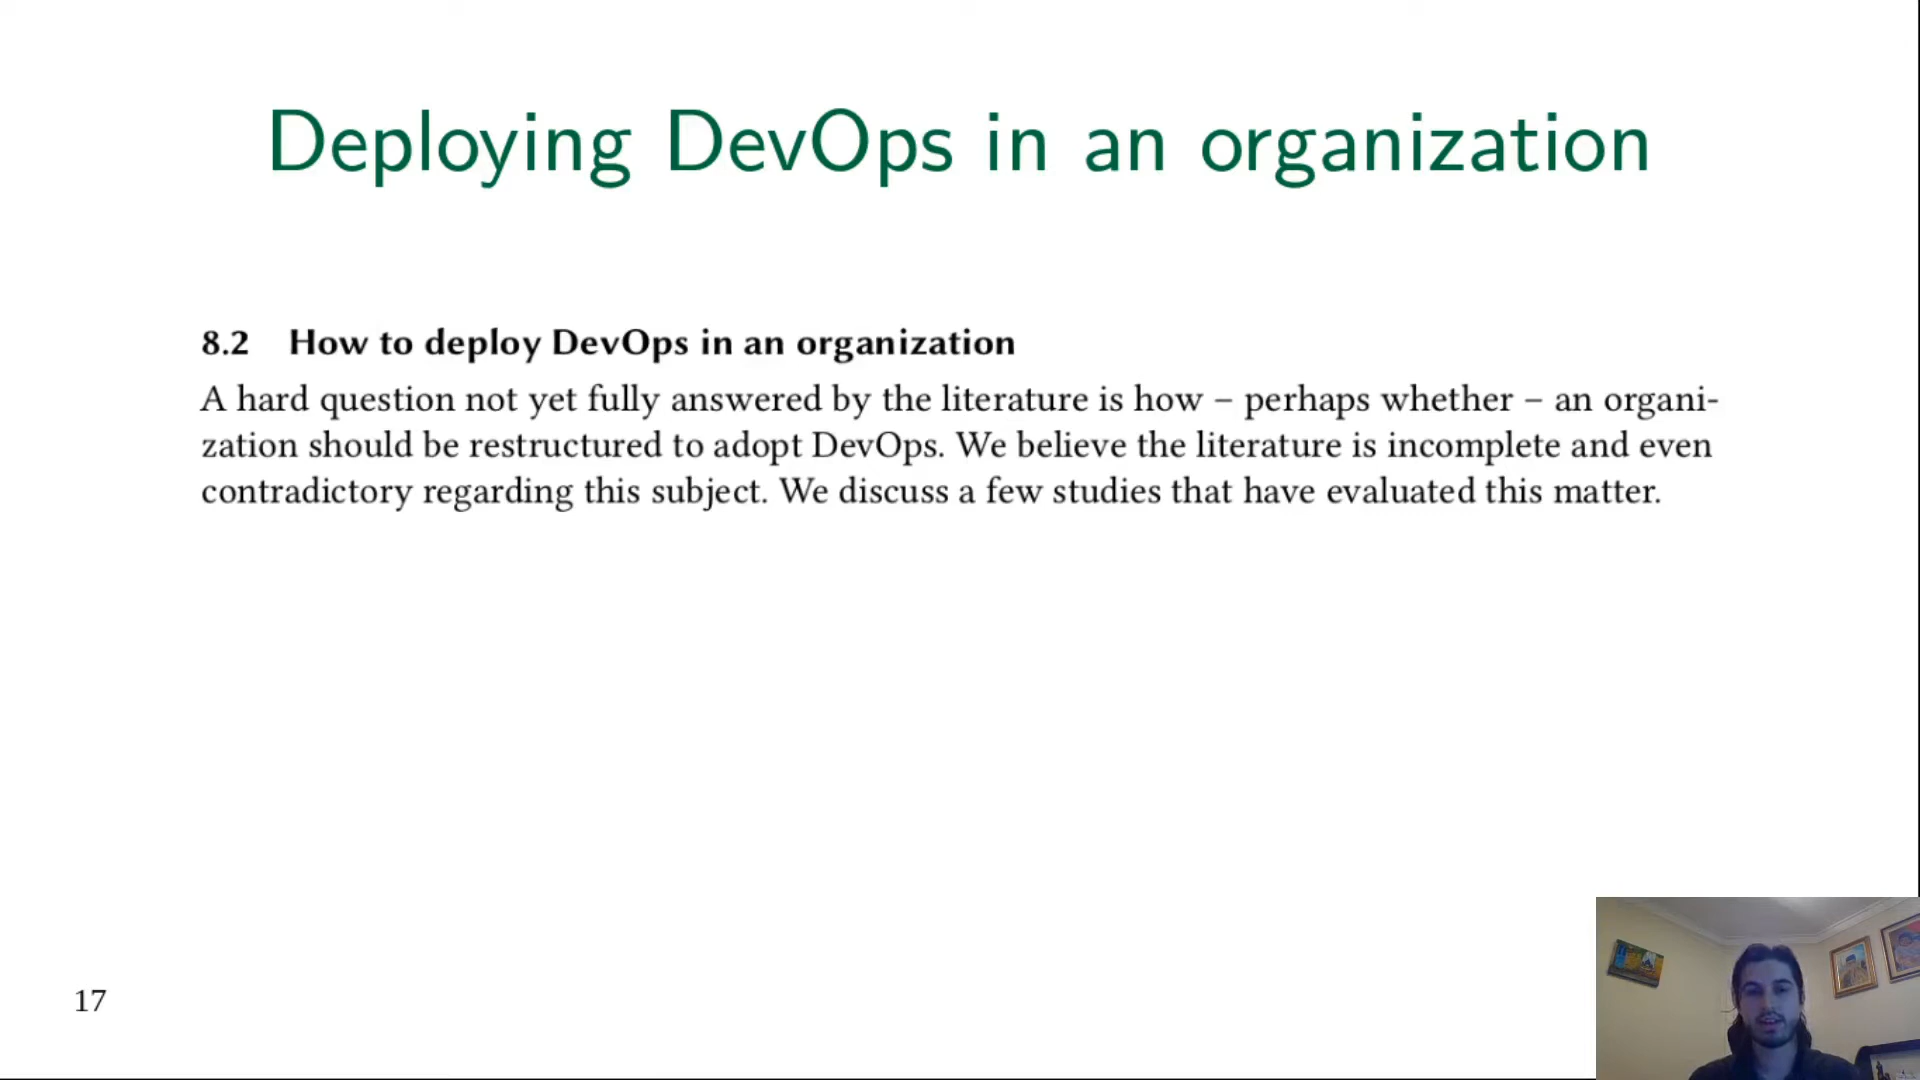 Deploying DevOps in an organization
8.2 How to deploy DevOps in an organization
A hard question not yet fully answered by the literature is how – perhaps whether – an organi-
zation should be restructured to adopt DevOps. We believe the literature is incomplete and even
contradictory regarding this subject. We discuss a few studies that have evaluated this matter.
17